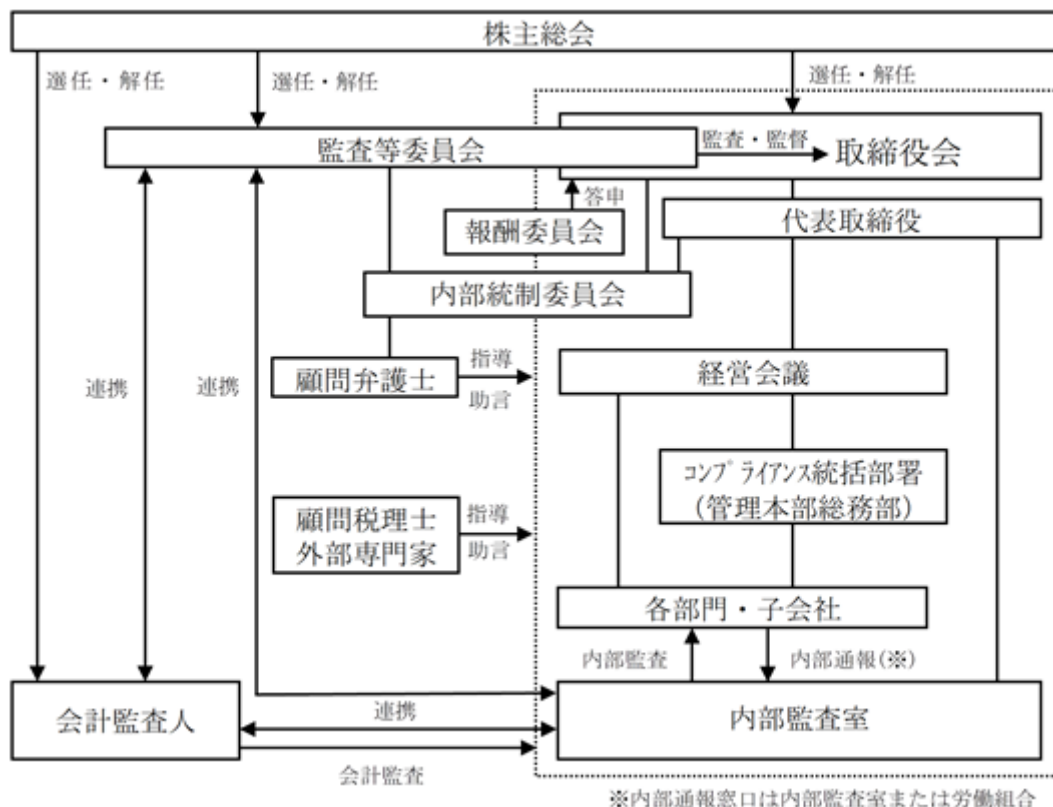 株主総会
選任・解任
選任・解任
選任・解任
監査等委員会
監査・監督
取締役会
答申
報酬委員会
代表取締役
内部統制委員会
顧問弁護士
指導
助言
経営会議
連携
連携
コンプライアンス統括部署
(管理本部総務部)
顧問税理士
外部専門家
指導
助言
各部門・子会社
内部監査
内部通報(※)
会計監査人
連携
内部監査室
会計監査
※内部通報窓口は内部監査室または労働組合